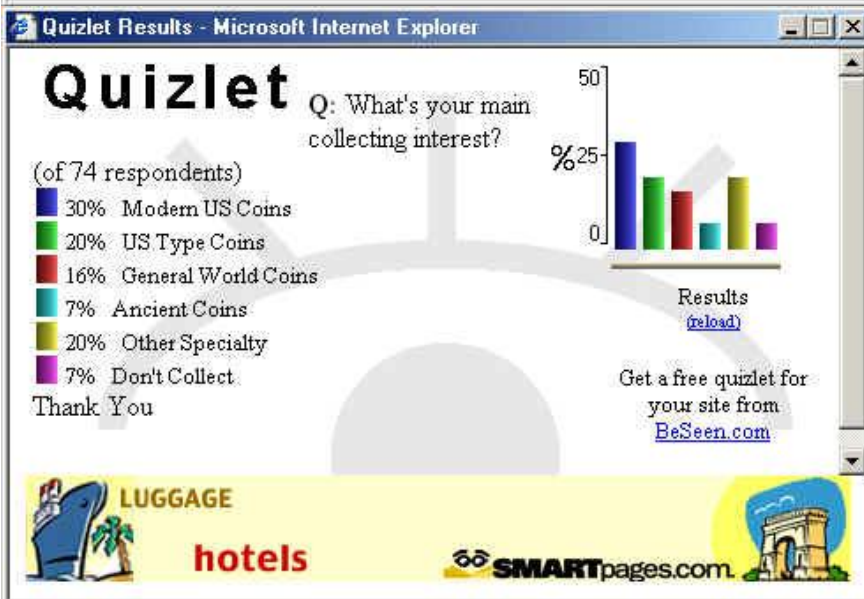 Quizlet Results - Microsoft Internet Explorer
Quizlet
Q: What's your main
collecting interest?
(of 74 respondents)
30% Modern US Coins
20% US Type Coins
16% General World Coins
7% Ancient Coins
20% Other Specialty
7% Don't Collect
Thank You
50
%25
0
Results
(reload)
Get a free quizlet for
your site from
BeSeen.com
LUGGAGE
hotels
SMARTpages.com